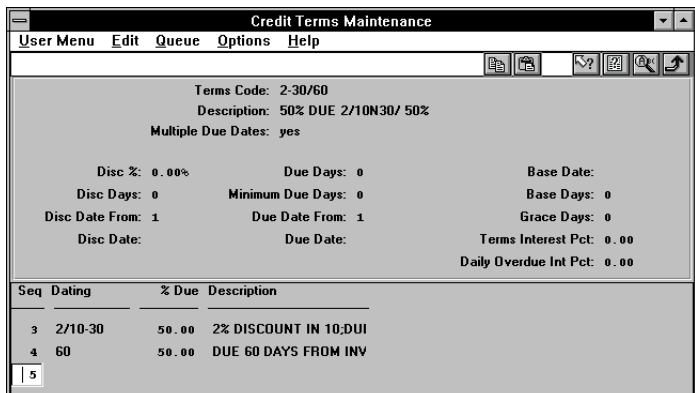 Credit Terms Maintenance
User Menu Edit Queue Options Help
Terms Code: 2-30/60
Description: 50% DUE 2/10N30/ 50%
Multiple Due Dates: yes
Disc %: 0.00% Due Days: 0 Base Date:
Disc Days: 0 Minimum Due Days: 0 Base Days: 0
Disc Date From: 1 Due Date From: 1 Grace Days: 0
Disc Date: Due Date: Terms Interest Pct: 0.00
Daily Overdue Int Pct: 0.00
Seq Dating % Due Description
3 2/10-30 50.00 2% DISCOUNT IN 10;DUI
4 60 50.00 DUE 60 DAYS FROM INV
5